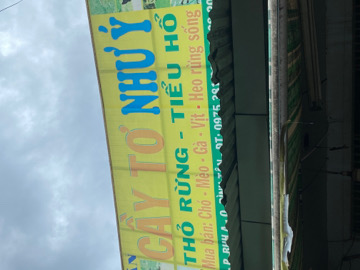 CẦY TƠ NHƯ Ý
THỎ RỪNG - TIỂU HỔ
Mua bán: Chó - Mèo - Gà - Vịt - Heo rừng sống